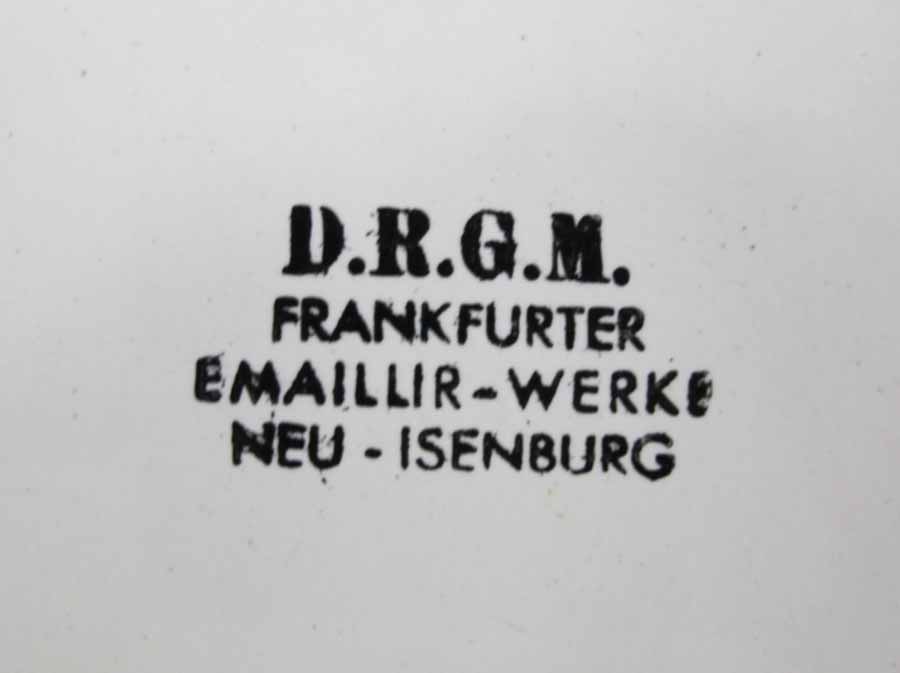 D.R.G.M.
FRANKFURTER
EMAILLIR-WERKE
NEU-ISENBURG